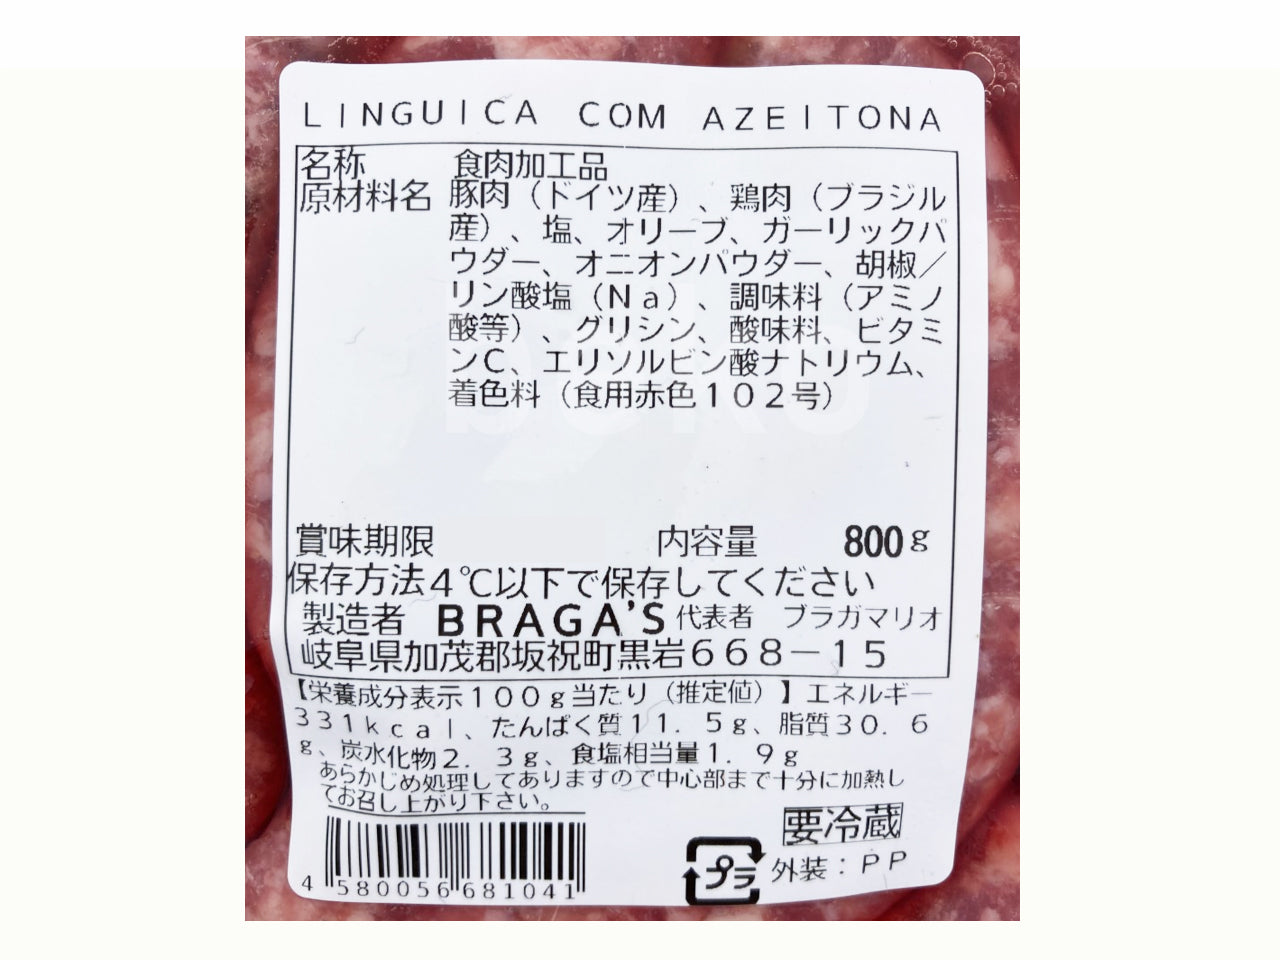 LINGUICA COM AZEITONA
名称 食肉加工品
原材料名 豚肉（ドイツ産）、鶏肉（ブラジル
産）、塩、オリーブ、ガーリックパ
ウダー、オニオンパウダー、胡椒／
リン酸塩（Ｎａ）、調味料（アミノ
酸等）、グリシン、酸味料、ビタミ
ンC、エリソルビン酸ナトリウム、
着色料（食用赤色１０２号）
boko
賞味期限 内容量 800ｇ
保存方法４℃以下で保存してください
製造者 BRAGA'S 代表者 ブラガマリオ
岐阜県加茂郡坂祝町黒岩６６８－１５
【栄養成分表示１００ｇ当たり（推定値）】エネルギー
３３１ｋｃａｌ、たんぱく質１１．５ｇ、脂質３０．６
ｇ、炭水化物２．３ｇ、食塩相当量１．９ｇ
あらかじめ処理してありますので中心部まで十分に加熱し
てお召し上がり下さい。
要冷蔵
プラ 外装：ＰＰ
4 580056 681041